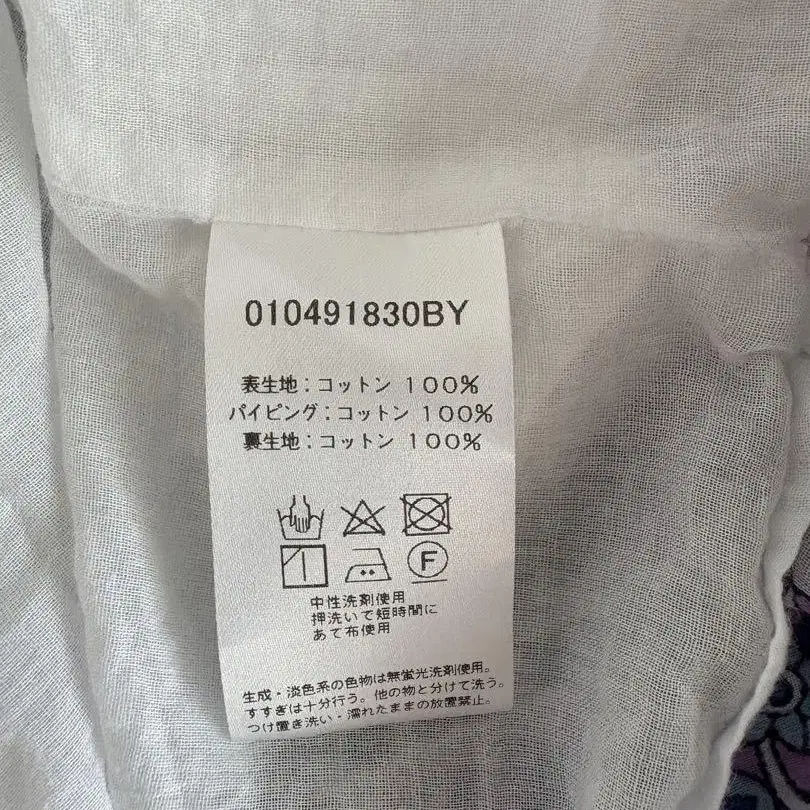 010491830BY
表生地：コットン １００％
パイピング：コットン １００％
裏生地：コットン １００％
F
中性洗剤使用
押洗いで短時間に
あて布使用
生成・淡色系の色物は無蛍光洗剤使用。
すすぎは十分行う。他の物と分けて洗う。
つけ置き洗い・濡れたままの放置禁止。